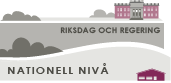 RIKSDAG OCH REGERING
NATIONELL NIVÅ